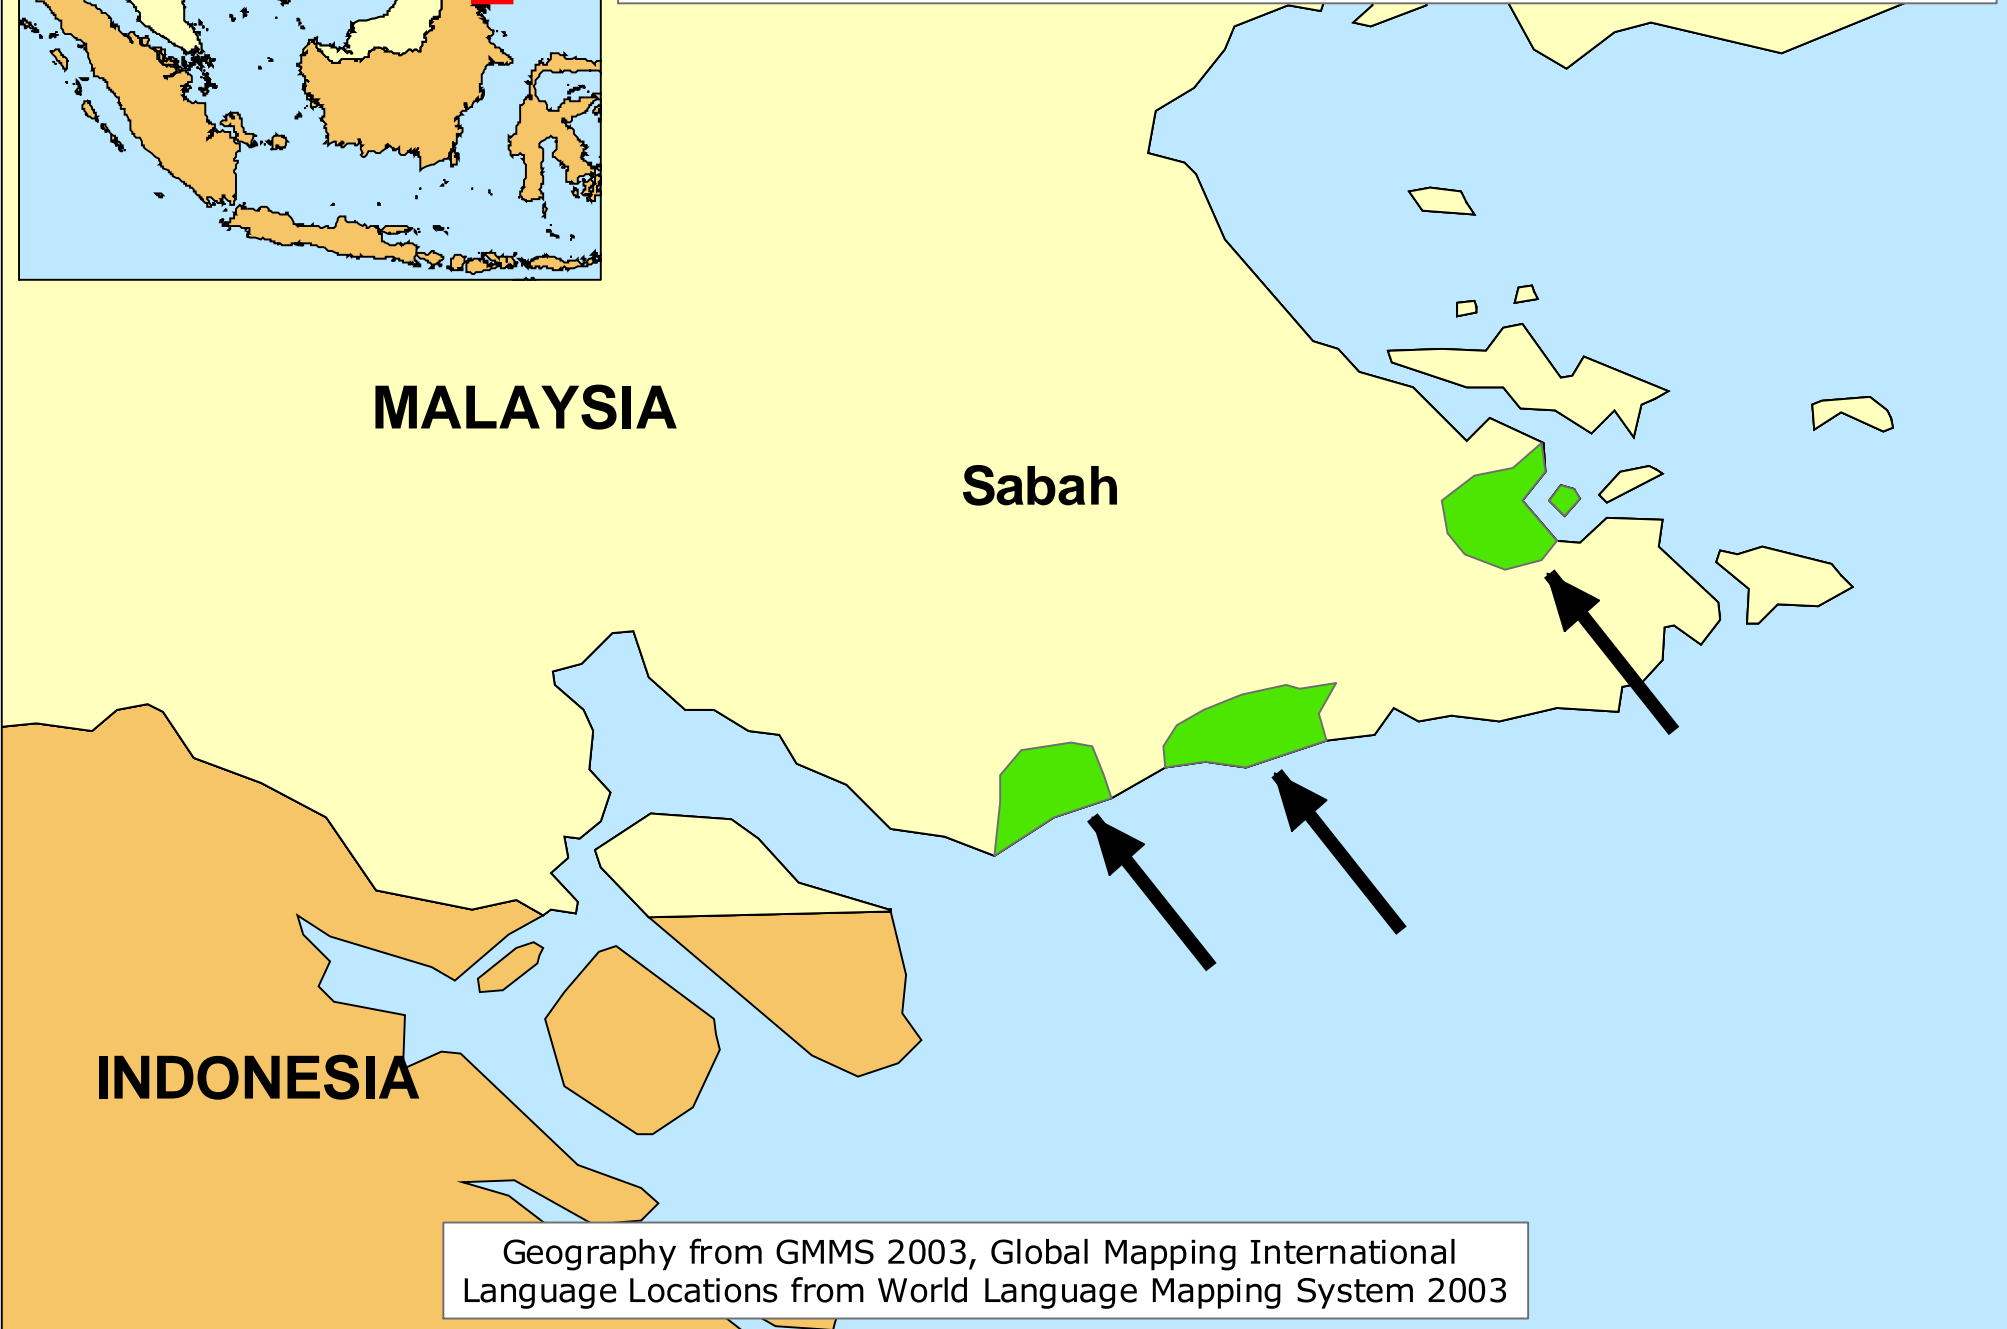 MALAYSIA
Sabah
INDONESIA
Geography from GMMS 2003, Global Mapping International
Language Locations from World Language Mapping System 2003